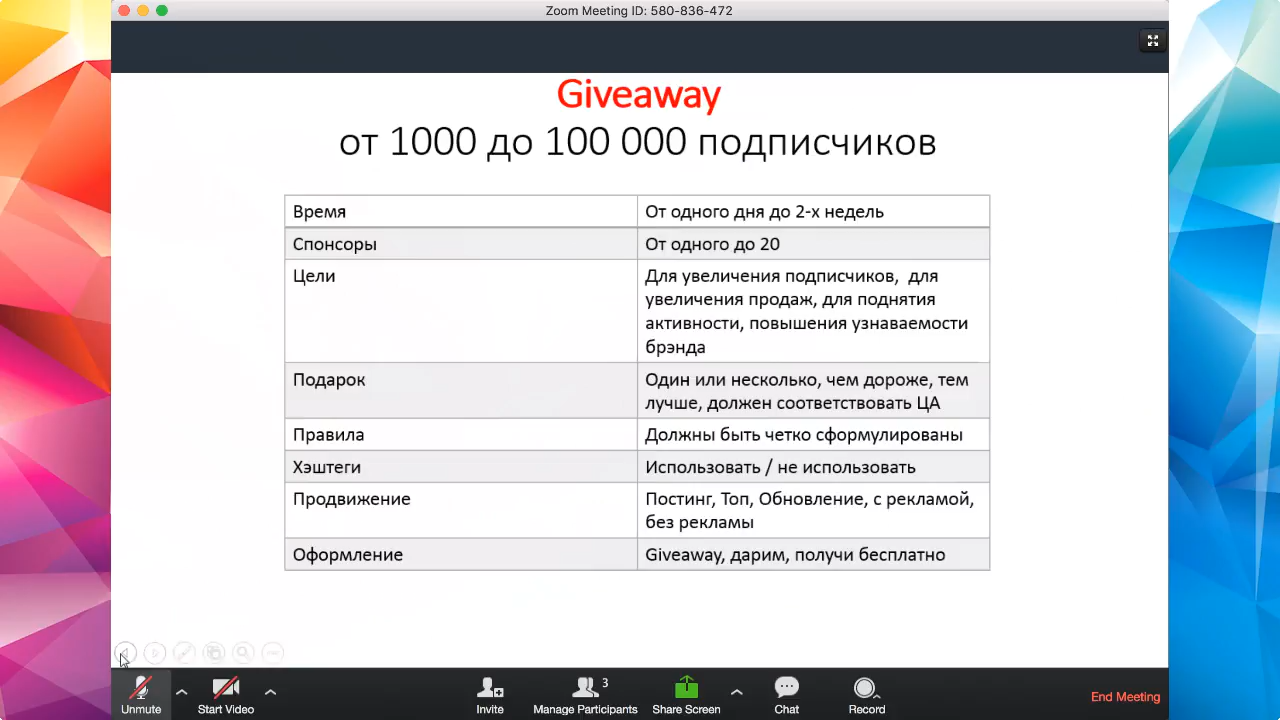 Zoom Meeting ID: 580-836-472
Giveaway
от 1000 до 100 000 подписчиков
Время
От одного дня до 2-х недель
Спонсоры
От одного до 20
Цели
Для увеличения подписчиков,  для
увеличения продаж, для поднятия
активности, повышения узнаваемости
брэнда
Подарок
Один или несколько, чем дороже, тем
лучше, должен соответствовать ЦА
Правила
Должны быть четко сформулированы
Хэштеги
Использовать / не использовать
Продвижение
Постинг, Топ, Обновление, с рекламой,
без рекламы
Оформление
Giveaway, дарим, получи бесплатно
Unmute
Start Video
Invite
3
Manage Participants
Share Screen
Chat
Record
End Meeting